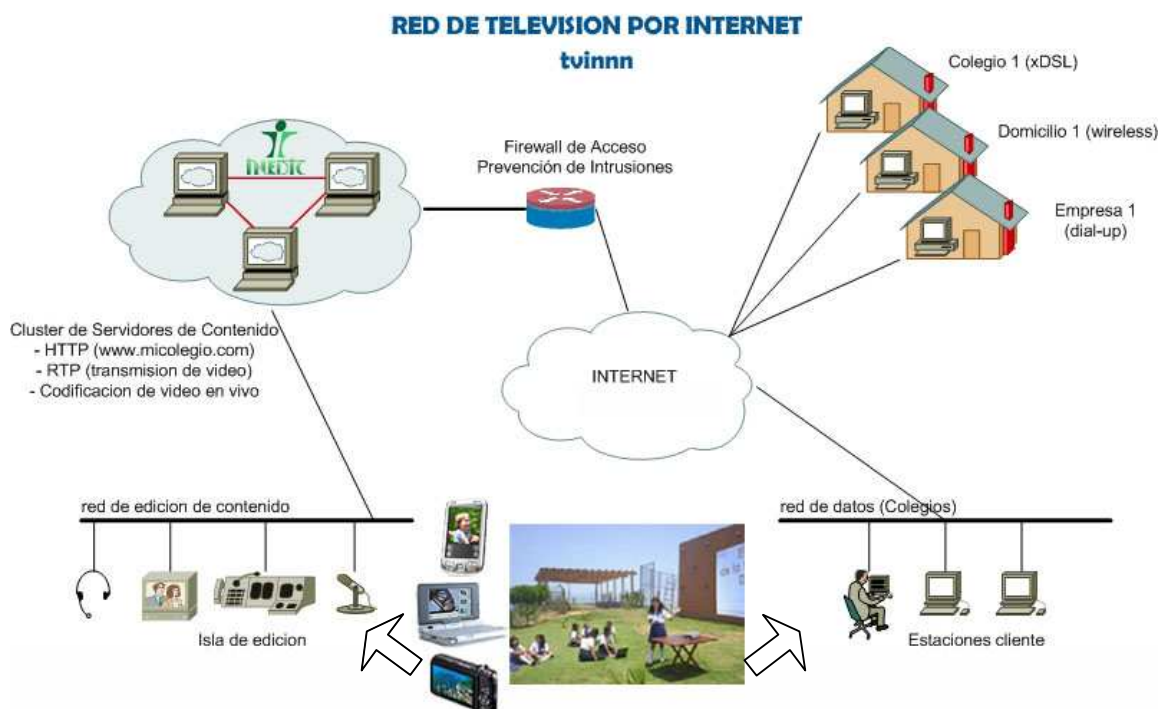 RED DE TELEVISION POR INTERNET
tvinnn
Colegio 1 (xDSL)
Domicilio 1 (wireless)
Empresa 1
(dial-up)
Firewall de Acceso
Prevención de Intrusiones
Cluster de Servidores de Contenido
- HTTP (www.micolegio.com)
- RTP (transmision de video)
- Codificacion de video en vivo
INTERNET
red de edicion de contenido
red de datos (Colegios)
Isla de edicion
Estaciones cliente